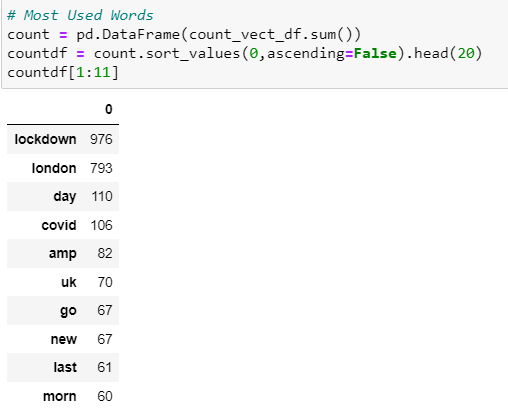 # Most Used Words
count = pd.DataFrame(count_vect_df.sum())
countdf = count.sort_values(0,ascending=False).head(20)
countdf[1:11]
0
lockdown 976
london 793
day 110
covid 106
amp 82
uk 70
go 67
new 67
last 61
morn 60